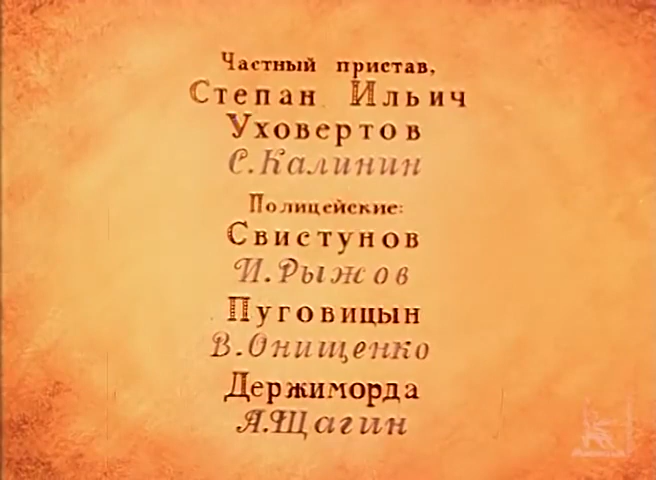 Частный пристав,
Степан Ильич
Уховертов
С.Калинин
Полицейские:
Свистунов
И.Рыжов
Пуговицын
В.Онищенко
Держиморда
А.Щагин